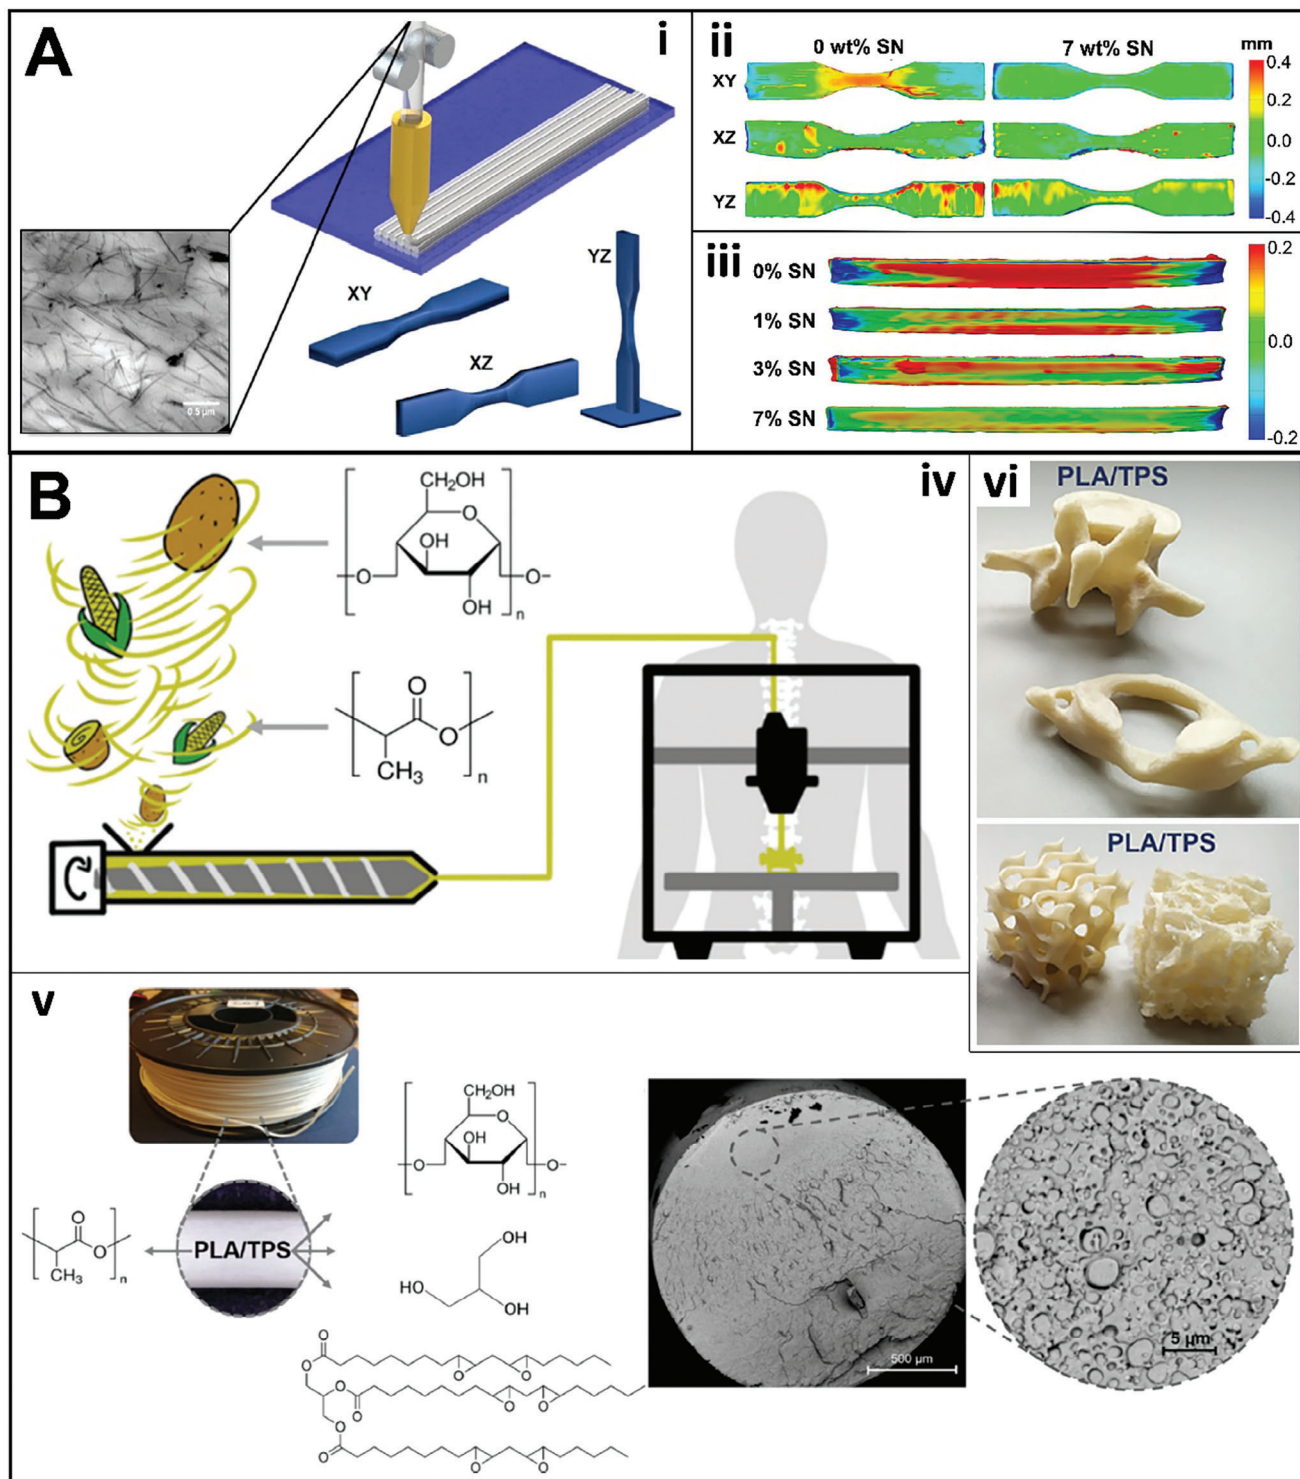 A
i
XY
XZ
YZ
0.5 µm
ii
0 wt% SN
7 wt% SN
mm
XY
XZ
YZ
0.4
0.2
0.0
-0.2
-0.4
iii
0% SN
1% SN
3% SN
7% SN
0.2
0.0
-0.2
B
iv
CH₂OH
O
OH
O
O
OH
n
O
O
CH₃
n
vi
PLA/TPS
PLA/TPS
v
CH₂OH
O
OH
O
O
OH
n
O
O
CH₃
n
PLA/TPS
OH
HO
OH
O
O
O
O
O
O
O
O
O
O
O
O
500 µm
5 µm